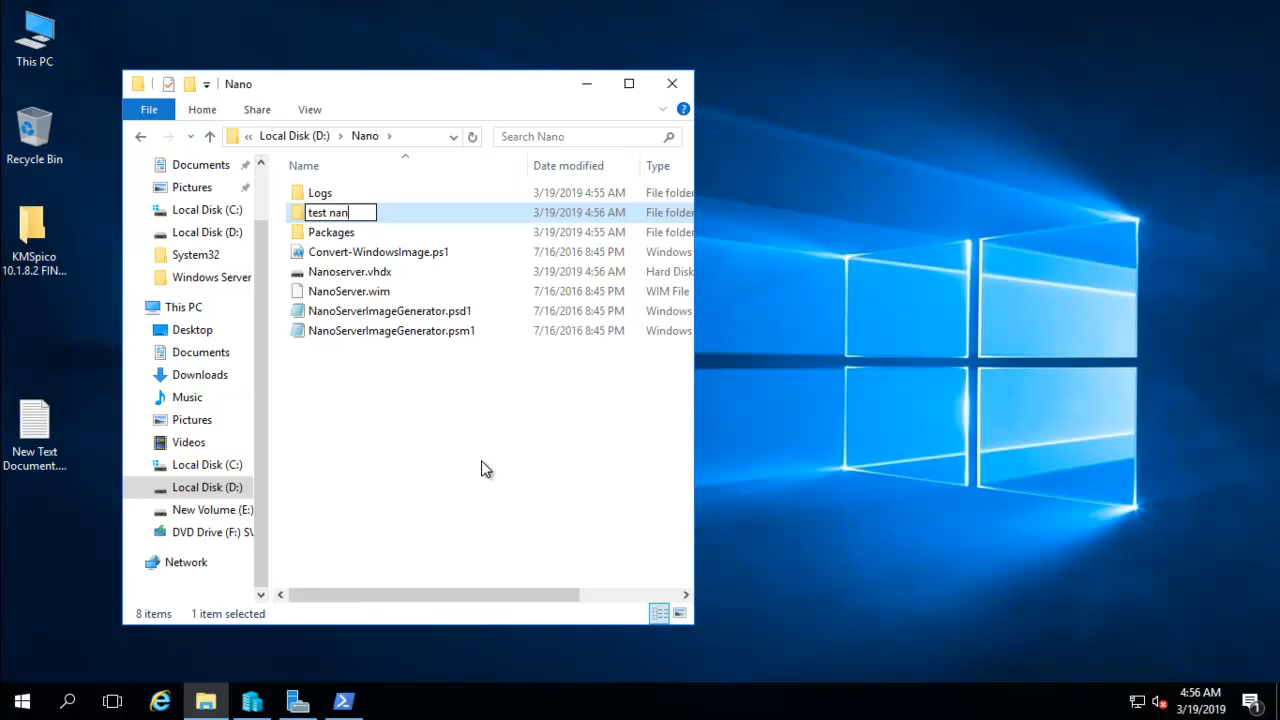 This PC
Recycle Bin
KMSpico
10.1.8.2 FIN...
New Text
Document....
Nano
File Home Share View
« Local Disk (D:) > Nano >
Search Nano
Name Date modified Type
Documents
Pictures
Local Disk (C:)
Local Disk (D:)
System32
Windows Server
This PC
Desktop
Documents
Downloads
Music
Pictures
Videos
Local Disk (C:)
Local Disk (D:)
New Volume (E:)
DVD Drive (F:) S
Network
Logs 3/19/2019 4:55 AM File folder
test nan 3/19/2019 4:56 AM File folder
Packages 3/19/2019 4:55 AM File folder
Convert-WindowsImage.ps1 7/16/2016 8:45 PM Windows
Nanoserver.vhdx 3/19/2019 4:56 AM Hard Disk
NanoServer.wim 7/16/2016 8:45 PM WIM File
NanoServerImageGenerator.psd1 7/16/2016 8:45 PM Windows
NanoServerImageGenerator.psm1 7/16/2016 8:45 PM Windows
8 items 1 item selected
4:56 AM
3/19/2019
1